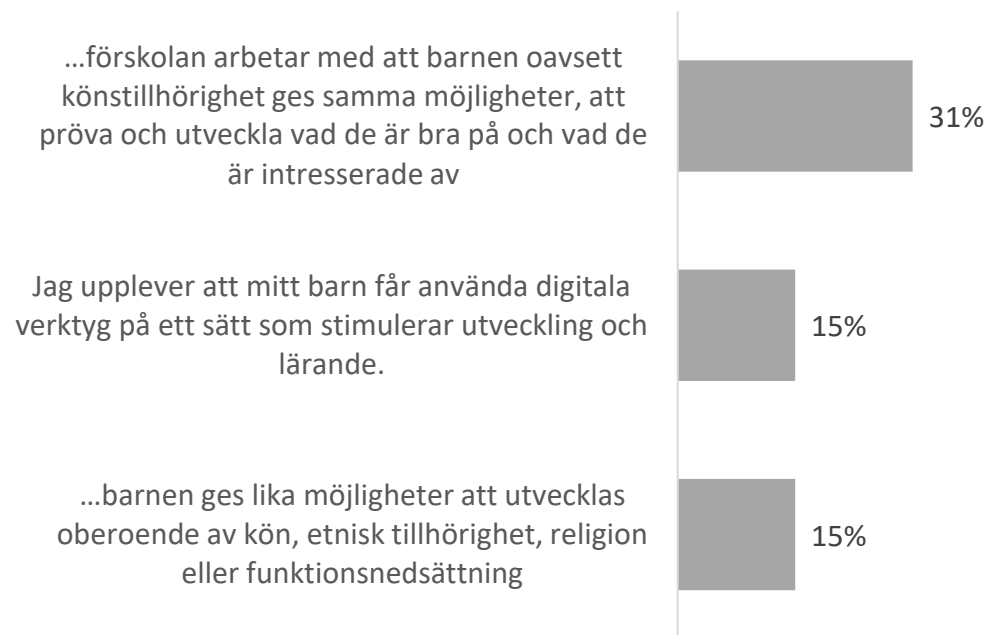 ...förskolan arbetar med att barnen oavsett
könstillhörighet ges samma möjligheter, att
pröva och utveckla vad de är bra på och vad de
är intresserade av
31%
Jag upplever att mitt barn får använda digitala
verktyg på ett sätt som stimulerar utveckling och
lärande.
15%
...barnen ges lika möjligheter att utvecklas
oberoende av kön, etnisk tillhörighet, religion
eller funktionsnedsättning
15%